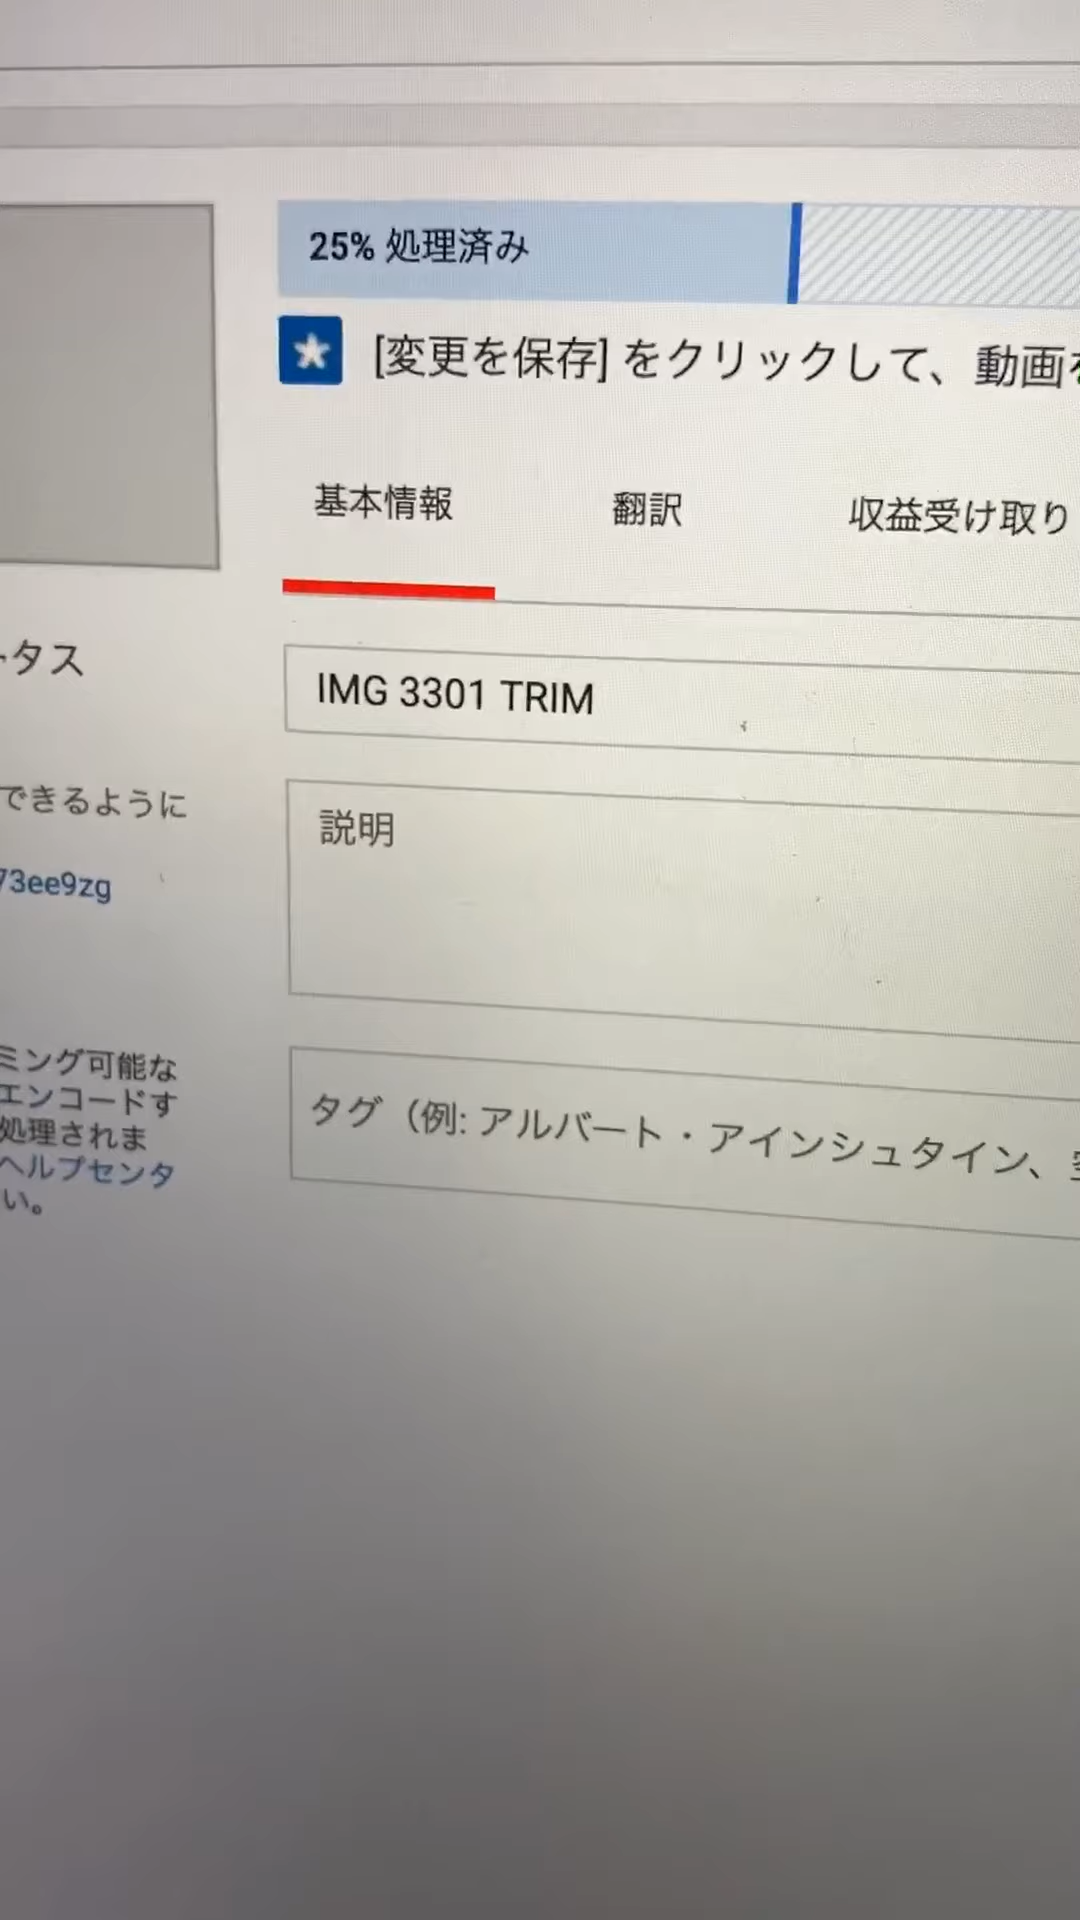 25% 処理済み
[変更を保存] をクリックして、動画
基本情報 翻訳 収益受け取り
タス
IMG 3301 TRIM
できるように
説明
73ee9zg
ミング可能な
エンコードす
処理されま
ヘルプセンタ
い。
タグ（例: アルバート・アインシュタイン、